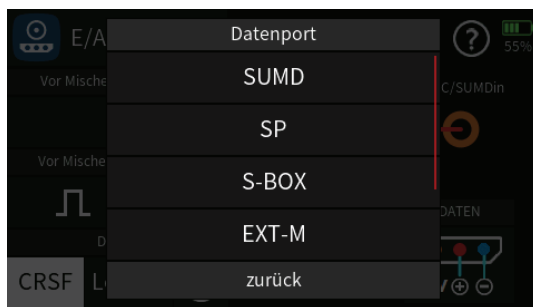 E/A
Datenport
55%
Vor Mische
SUMD
C/SUMDin
SP
Vor Mische
S-BOX
DATEN
EXT-M
D
CRSF L
zurück
V